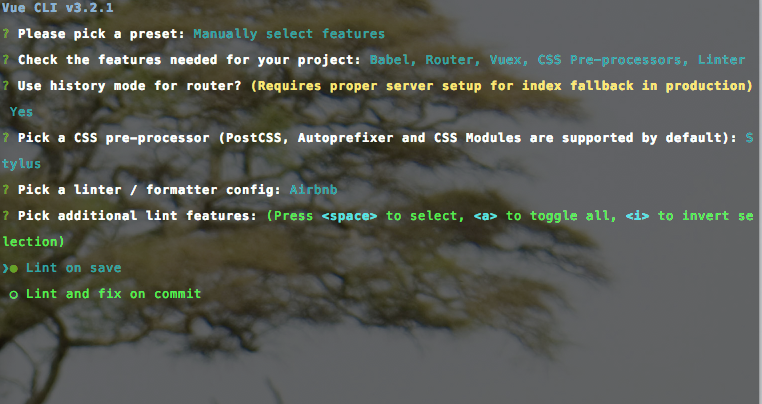 Vue CLI v3.2.1
? Please pick a preset: Manually select features
? Check the features needed for your project: Babel, Router, Vuex, CSS Pre-processors, Linter
? Use history mode for router? (Requires proper server setup for index fallback in production)
Yes
? Pick a CSS pre-processor (PostCSS, Autoprefixer and CSS Modules are supported by default): S
tylus
? Pick a linter / formatter config: Airbnb
? Pick additional lint features: (Press <space> to select, <a> to toggle all, <i> to invert se
lection)
❯◉ Lint on save
◯ Lint and fix on commit